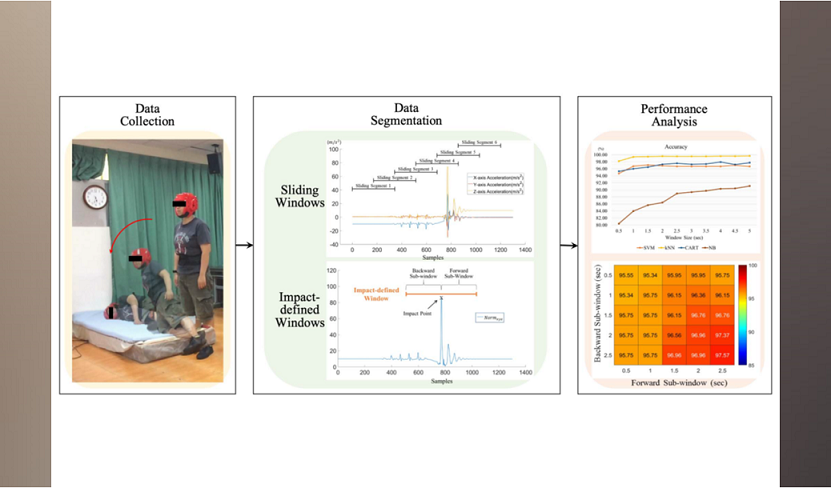 Data
Collection
Data
Segmentation
Sliding
Windows
(m/s²)
Sliding Segment 6
Sliding Segment 5
Sliding Segment 4
Sliding Segment 3
Sliding Segment 2
Sliding Segment 1
X-axis Acceleration(m/s²)
Y-axis Acceleration(m/s²)
Z-axis Acceleration(m/s²)
100
80
60
40
20
0
-20
-40
0 200 400 600 800 1000 1200 1400
Samples
Impact-
defined
Windows
120
100
80
60
40
20
0
Backward
Sub-window
Forward
Sub-Window
Impact-defined
Window
Impact Point
0 200 400 600 800 1000 1200 1400
Samples
Performance
Analysis
Accuracy
(%)
100.00
98.00
96.00
94.00
92.00
90.00
88.00
86.00
84.00
82.00
80.00
0.5 1 1.5 2 2.5 3 3.5 4 4.5 5
Window Size (sec)
SVM kNN CART NB
Backward Sub-window (sec)
0.5 95.55 95.34 95.95 95.95 95.75
1 95.34 95.75 96.15 96.36 96.15
1.5 95.75 95.75 96.15 96.76 96.76
2 95.75 95.75 96.56 96.96 97.37
2.5 95.75 95.75 96.96 96.96 97.57
0.5 1 1.5 2 2.5
Forward Sub-window (sec)
100
95
90
85